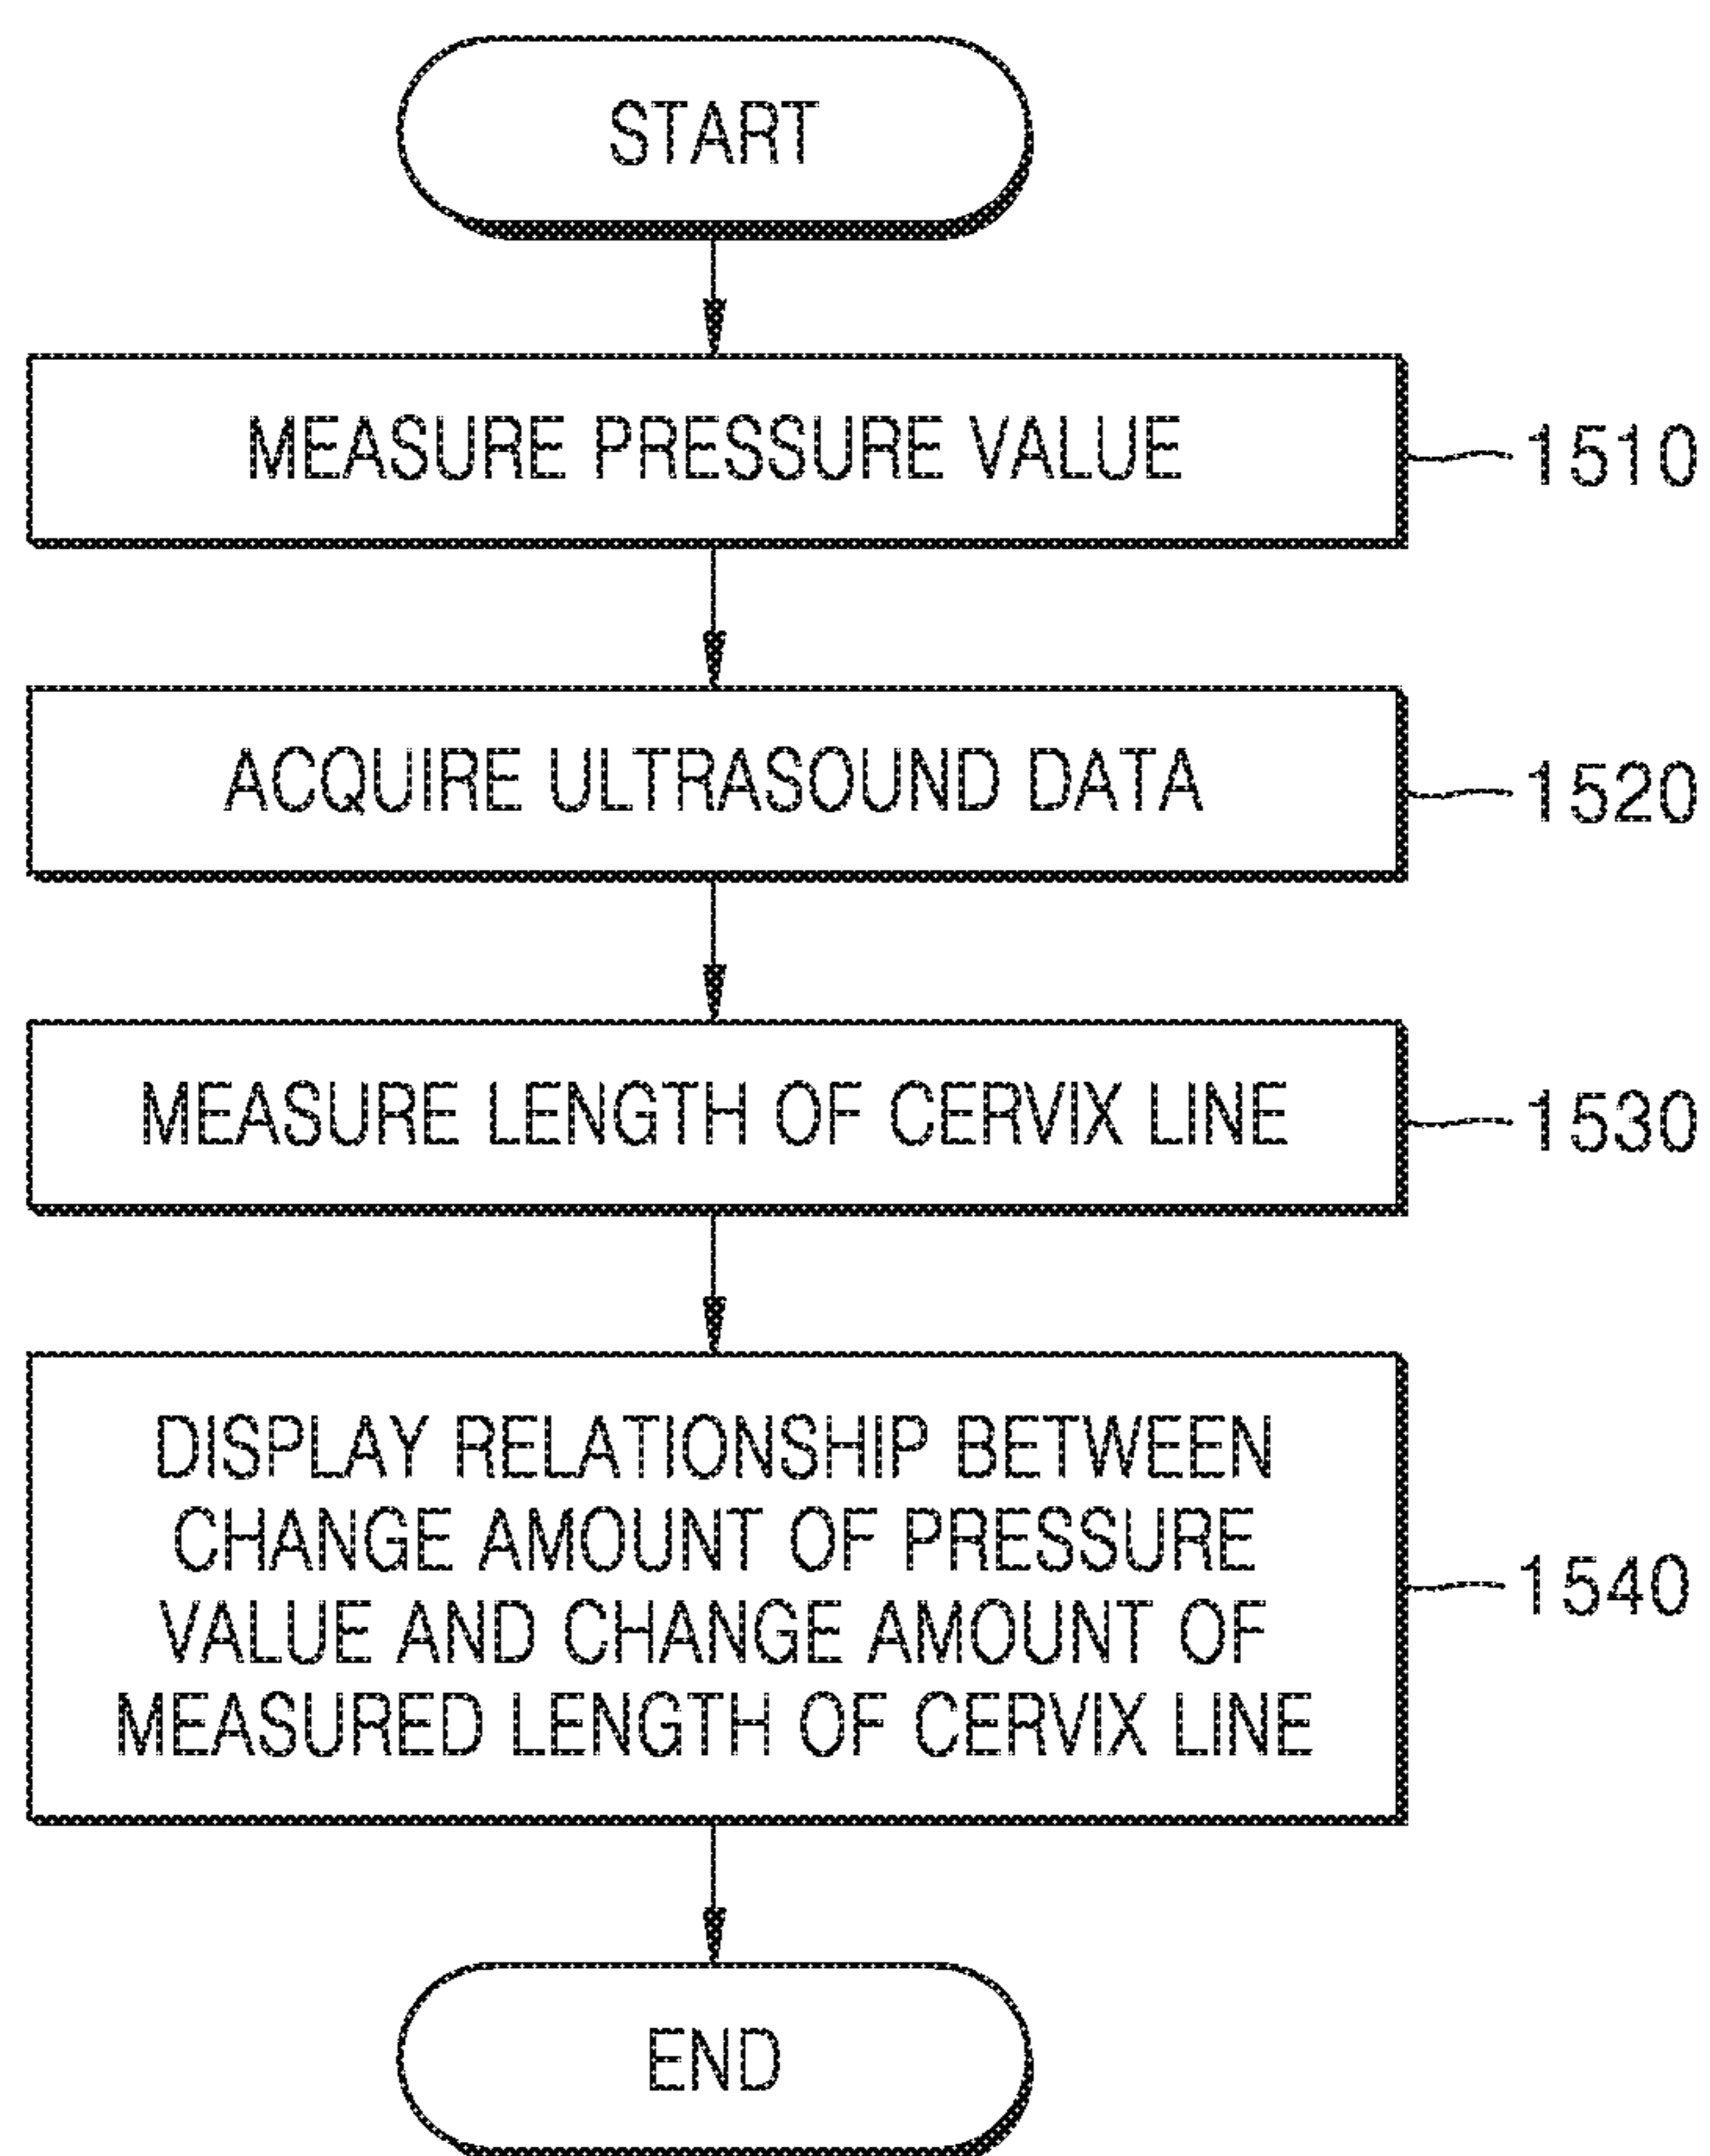 START
MEASURE PRESSURE VALUE
1510
ACQUIRE ULTRASOUND DATA
1520
MEASURE LENGTH OF CERVIX LINE
1530
DISPLAY RELATIONSHIP BETWEEN
CHANGE AMOUNT OF PRESSURE
VALUE AND CHANGE AMOUNT OF
MEASURED LENGTH OF CERVIX LINE
1540
END